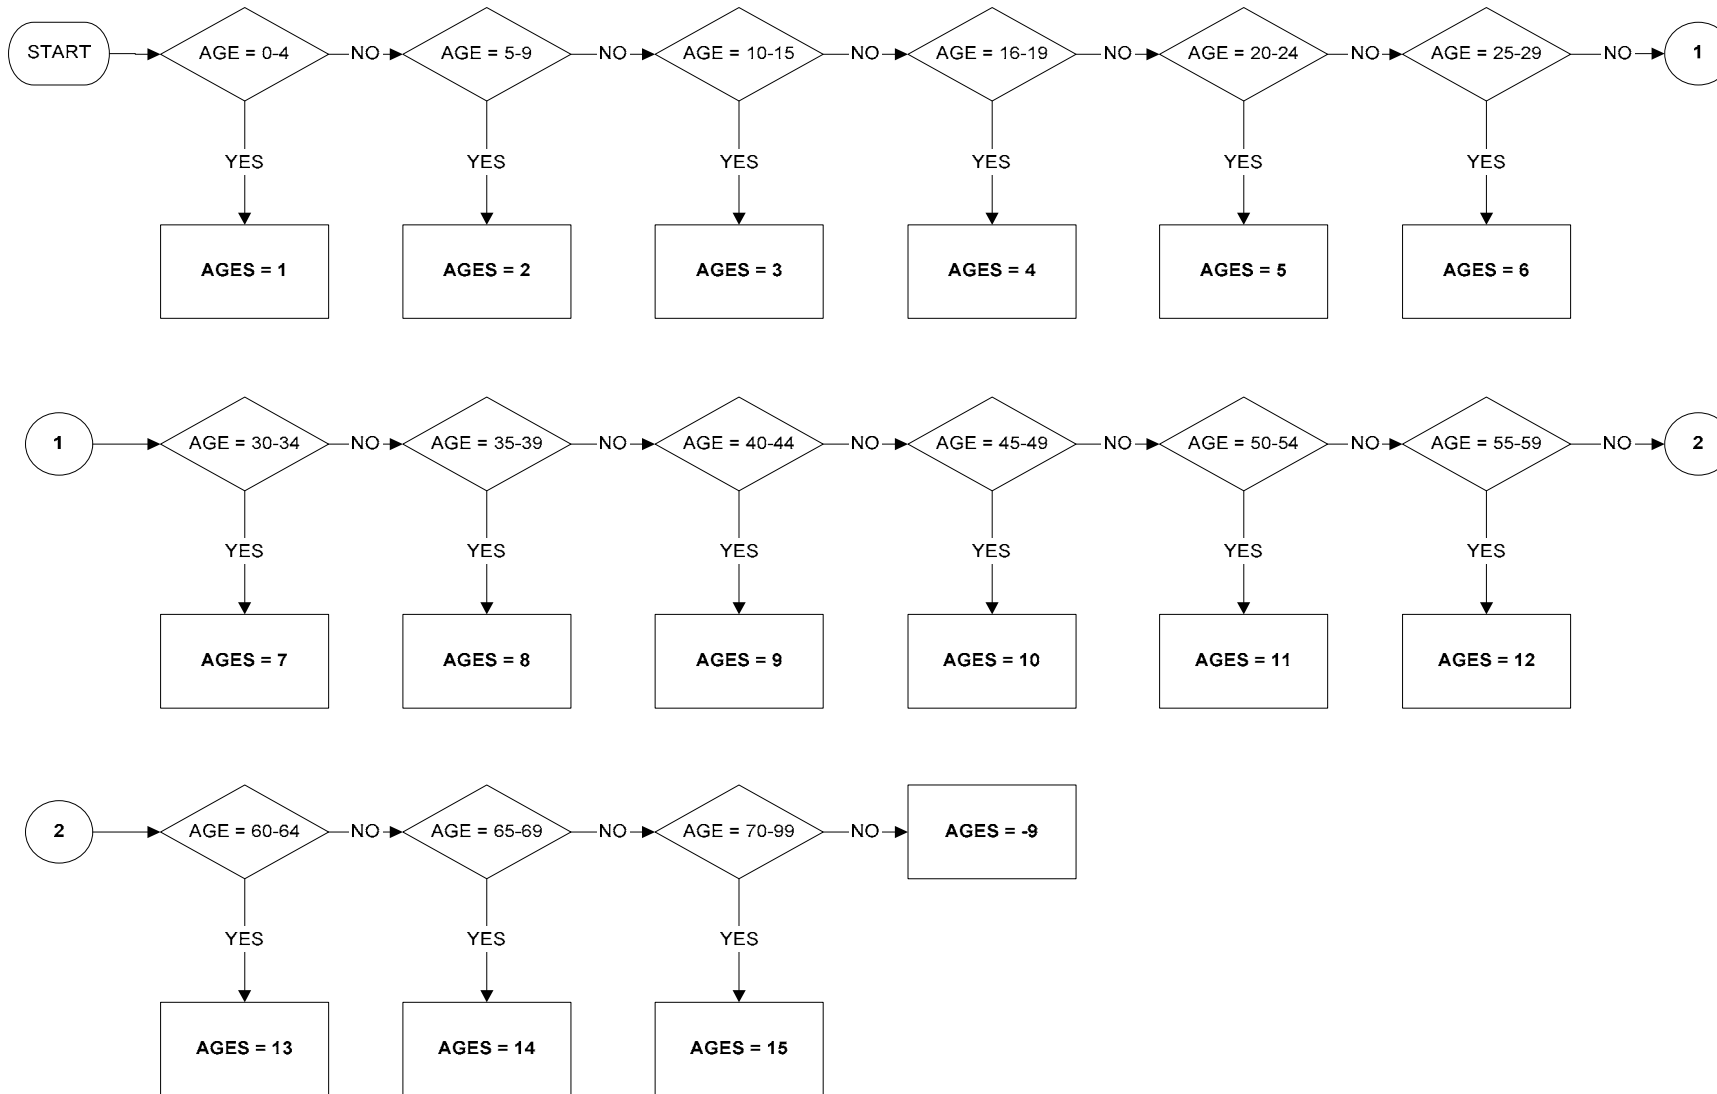 START
AGE = 0-4
NO
AGE = 5-9
NO
AGE = 10-15
NO
AGE = 16-19
NO
AGE = 20-24
NO
AGE = 25-29
NO
1
YES
YES
YES
YES
YES
YES
AGES = 1
AGES = 2
AGES = 3
AGES = 4
AGES = 5
AGES = 6
1
AGE = 30-34
NO
AGE = 35-39
NO
AGE = 40-44
NO
AGE = 45-49
NO
AGE = 50-54
NO
AGE = 55-59
NO
2
YES
YES
YES
YES
YES
YES
AGES = 7
AGES = 8
AGES = 9
AGES = 10
AGES = 11
AGES = 12
2
AGE = 60-64
NO
AGE = 65-69
NO
AGE = 70-99
NO
AGES = -9
YES
YES
YES
AGES = 13
AGES = 14
AGES = 15